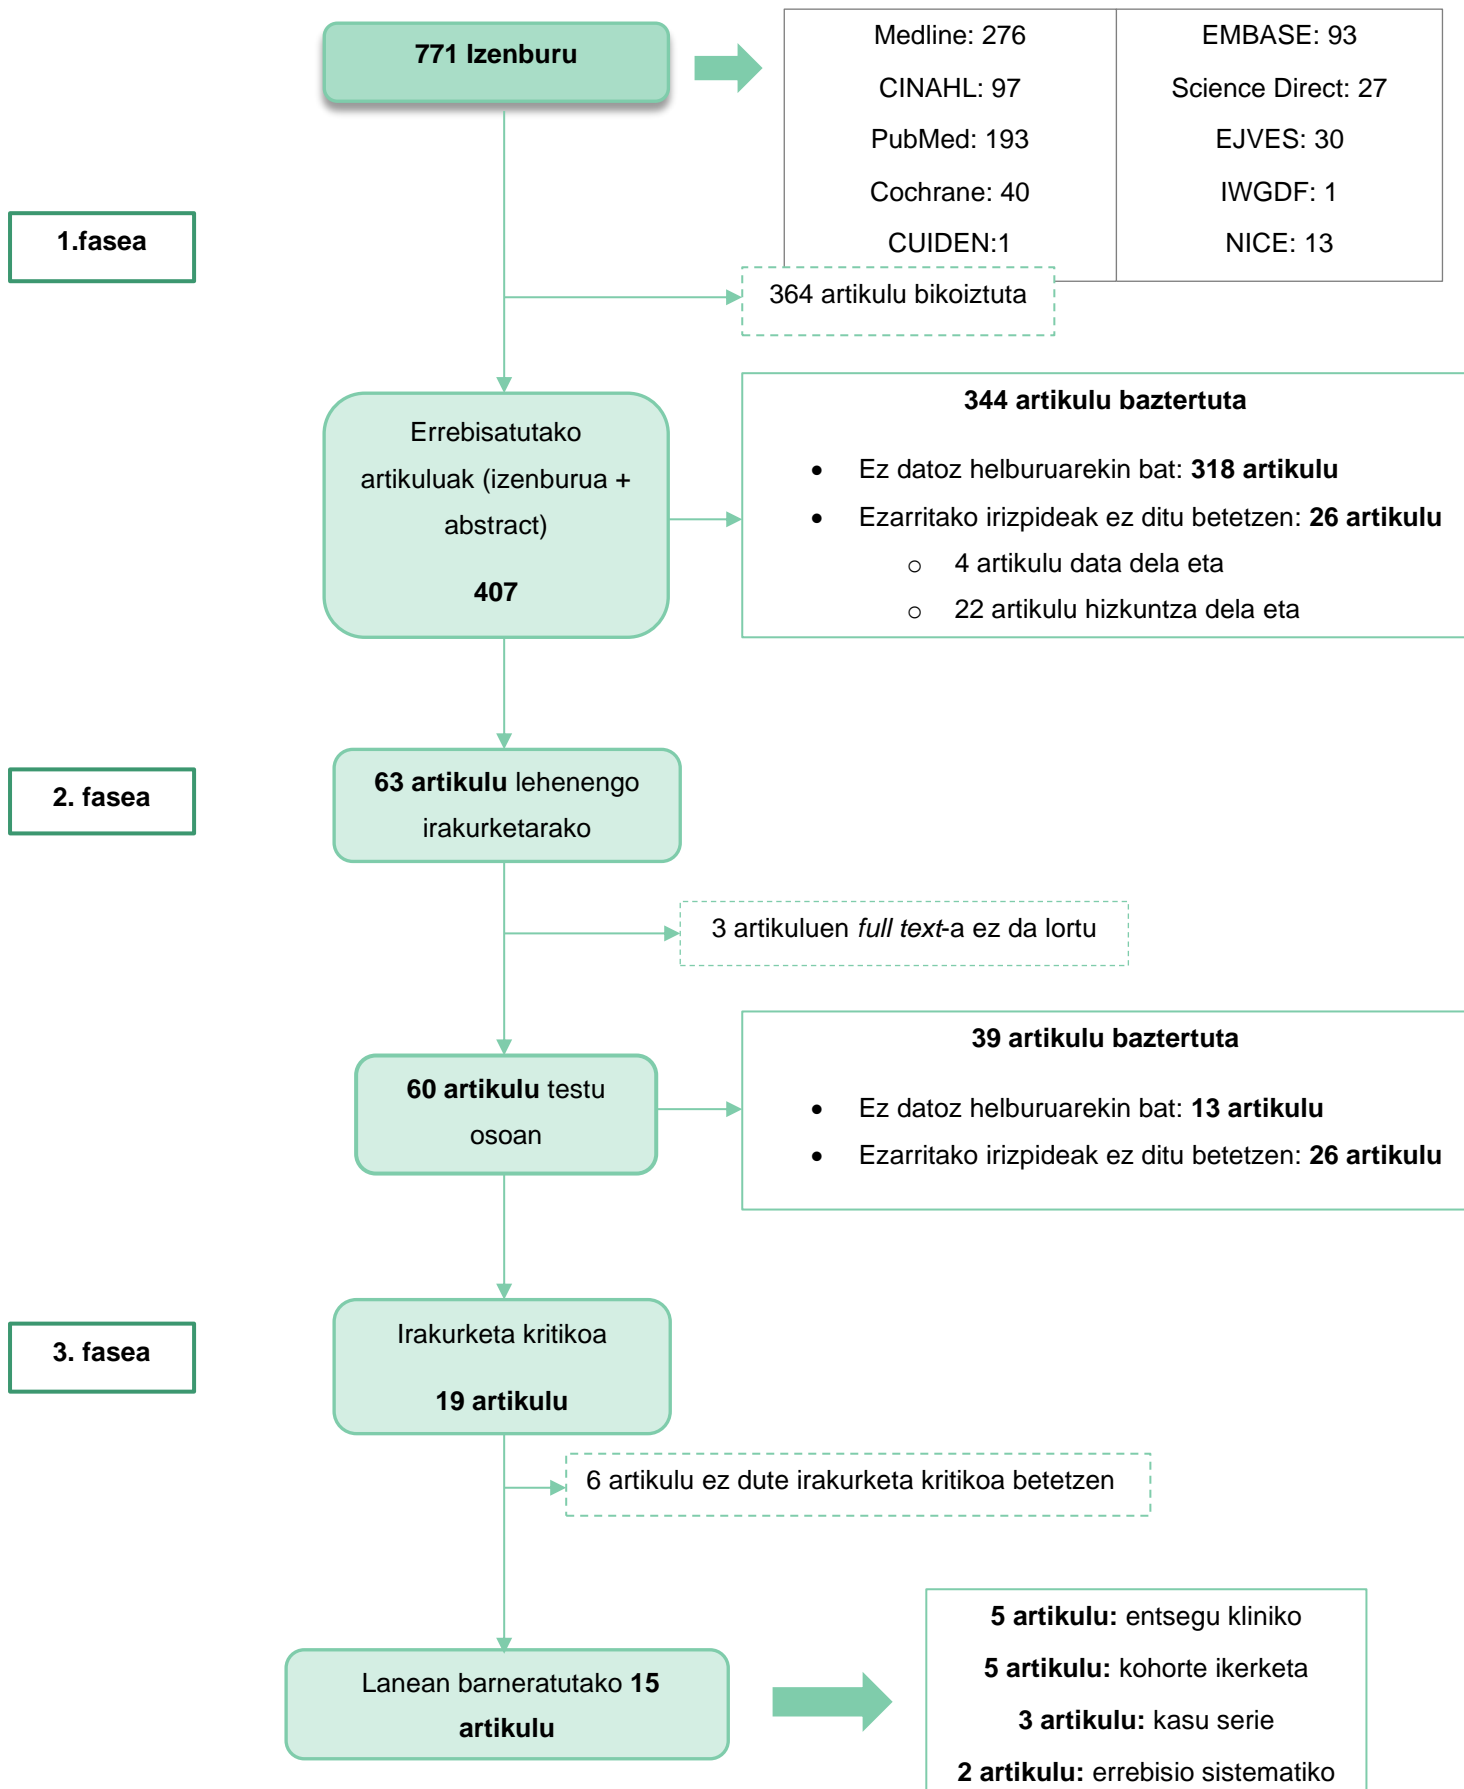 771 Izenburu
Medline: 276
CINAHL: 97
PubMed: 193
Cochrane: 40
CUIDEN:1
EMBASE: 93
Science Direct: 27
EJVES: 30
IWGDF: 1
NICE: 13
1.fasea
364 artikulu bikoiztuta
Errebisatutako
artikuluak (izenburua +
abstract)
407
344 artikulu baztertuta
• Ez datoz helburuarekin bat: 318 artikulu
• Ezarritako irizpideak ez ditu betetzen: 26 artikulu
o 4 artikulu data dela eta
o 22 artikulu hizkuntza dela eta
2. fasea
63 artikulu lehenengo
irakurketarako
3 artikuluen full text-a ez da lortu
60 artikulu testu
osoan
39 artikulu baztertuta
• Ez datoz helburuarekin bat: 13 artikulu
• Ezarritako irizpideak ez ditu betetzen: 26 artikulu
3. fasea
Irakurketa kritikoa
19 artikulu
6 artikulu ez dute irakurketa kritikoa betetzen
Lanean barneratutako 15
artikulu
5 artikulu: entsegu kliniko
5 artikulu: kohorte ikerketa
3 artikulu: kasu serie
2 artikulu: errebisio sistematiko